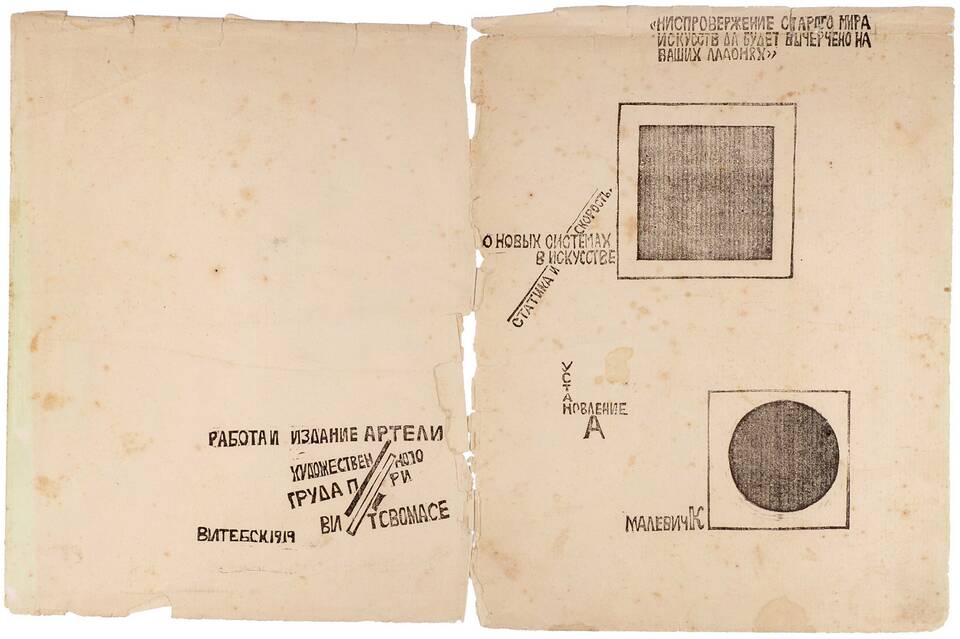 «НИСПРОВЕРЖЕНИЕ СТАРОГО МИРА
ИСКУССТВ ДА БУДЕТ ВЫЧЕРЧЕНО НА
ВАШИХ ЛАДОНЯХ»
О НОВЫХ СИСТЕМАХ
В ИСКУССТВЕ
СТАТИКА И СКОРОСТЬ.
УСТАНОВЛЕНИЕ
А
МАЛЕВИЧ К
РАБОТА И ИЗДАНИЕ АРТЕЛИ
ХУДОЖЕСТВЕННОГО
ТРУДА ПРИ
ВИТСВОМАСЕ
ВИТЕБСК 1919